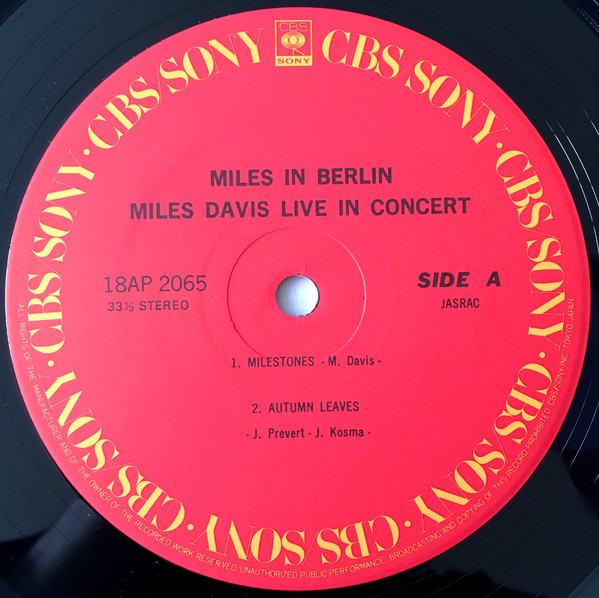 CBS
SONY
CBS/SONY · CBS/SONY · CBS/SONY · CBS/SONY · CBS/SONY · CBS/SONY · CBS/SONY · CBS/SONY
MILES IN BERLIN
MILES DAVIS LIVE IN CONCERT
18AP 2065
33⅓ STEREO
SIDE A
JASRAC
1. MILESTONES - M. Davis -
2. AUTUMN LEAVES
- J. Prevert - J. Kosma -
ALL RIGHTS OF THE MANUFACTURER AND OF THE OWNER OF THE RECORDED WORK RESERVED UNAUTHORIZED PUBLIC PERFORMANCE, BROADCASTING AND COPYING OF THIS RECORD PROHIBITED CBS/SONY INC. TOKYO JAPAN